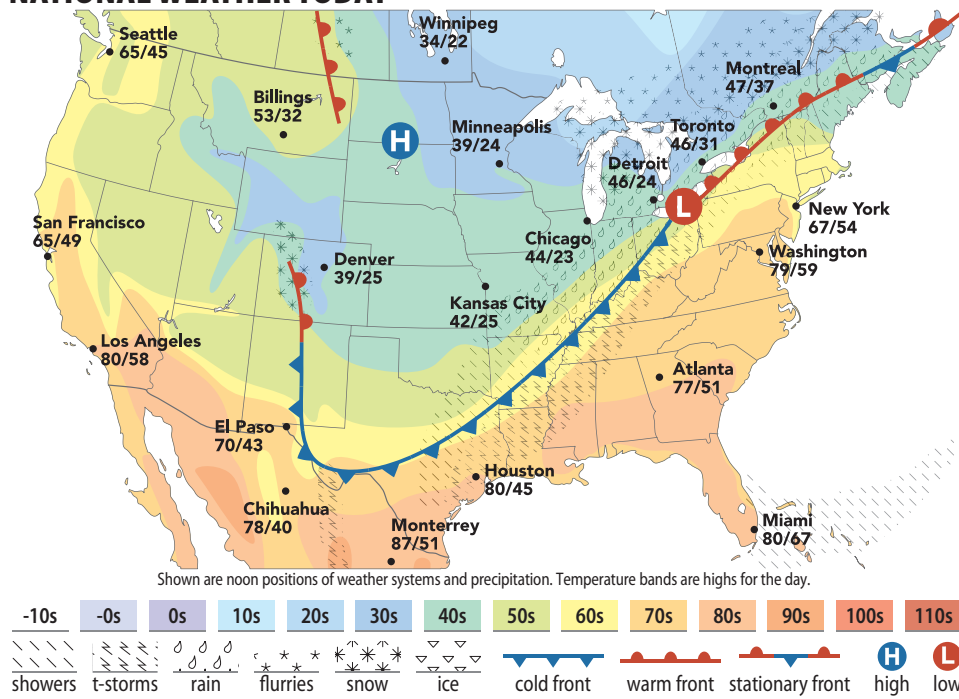 NATIONAL WEATHER TODAY
Seattle
65/45
Winnipeg
34/22
Billings
53/32
Montreal
47/37
Minneapolis
39/24
Toronto
46/31
H
Detroit
46/24
L
San Francisco
65/49
New York
67/54
Chicago
44/23
Washington
79/59
Denver
39/25
Kansas City
42/25
Los Angeles
80/58
Atlanta
77/51
El Paso
70/43
Houston
80/45
Chihuahua
78/40
Monterrey
87/51
Miami
80/67
Shown are noon positions of weather systems and precipitation. Temperature bands are highs for the day.
-10s -0s 0s 10s 20s 30s 40s 50s 60s 70s 80s 90s 100s 110s
H L
showers t-storms rain flurries snow ice cold front warm front stationary front high low